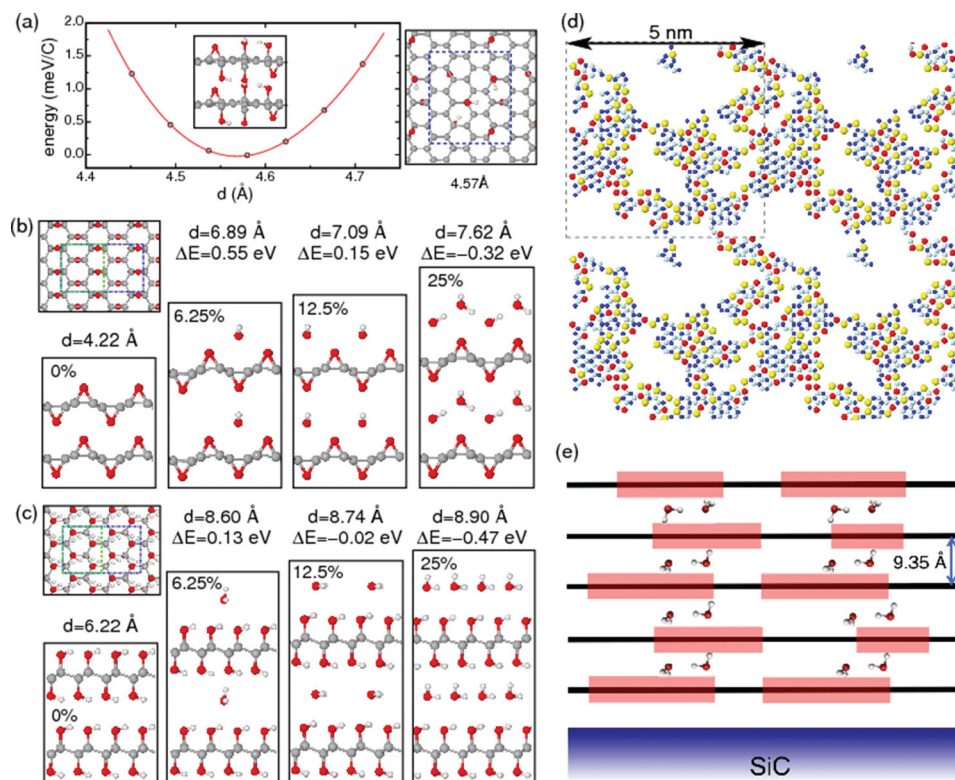 (a)
2.0
1.5
1.0
0.5
0.0
energy (meV/C)
4.4 4.5 4.6 4.7
d (Å)
4.57Å
(b)
d=6.89 Å
ΔE=0.55 eV
d=7.09 Å
ΔE=0.15 eV
d=7.62 Å
ΔE=−0.32 eV
d=4.22 Å
0%
6.25%
12.5%
25%
(c)
d=8.60 Å
ΔE=0.13 eV
d=8.74 Å
ΔE=−0.02 eV
d=8.90 Å
ΔE=−0.47 eV
d=6.22 Å
0%
6.25%
12.5%
25%
(d)
5 nm
(e)
9.35 Å
SiC